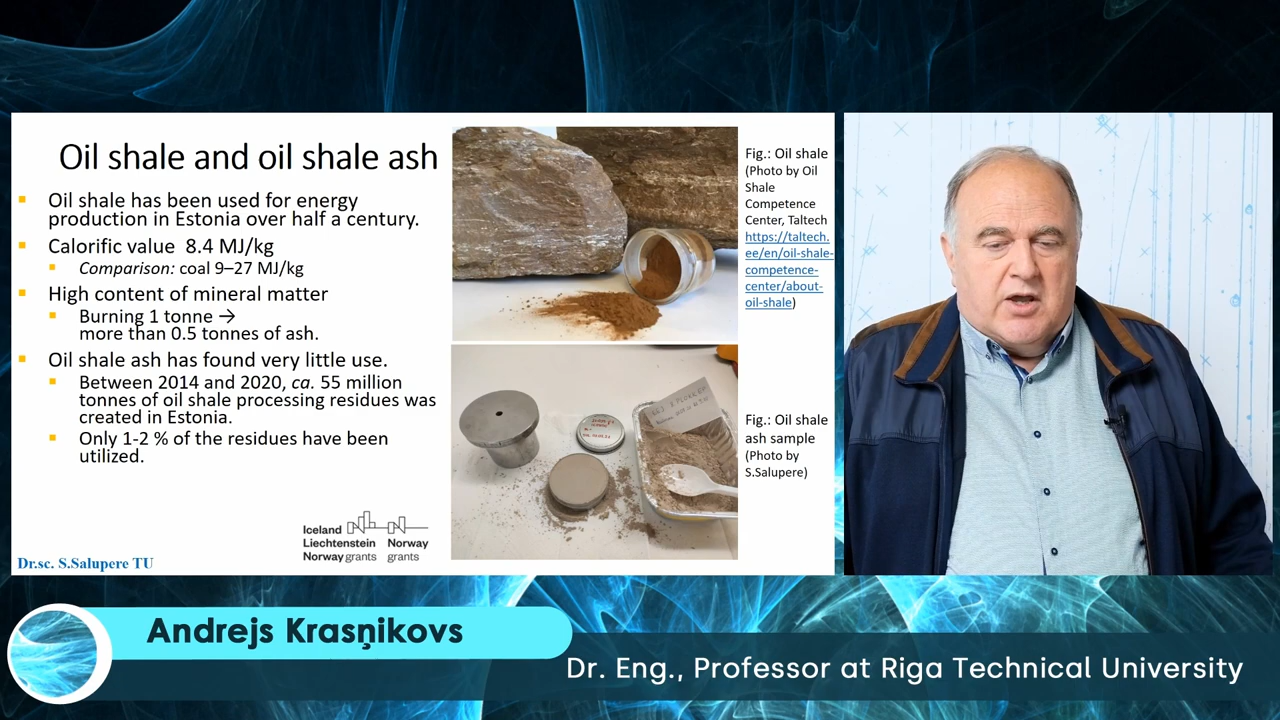 Oil shale and oil shale ash
Oil shale has been used for energy
production in Estonia over half a century.
Calorific value 8.4 MJ/kg
Comparison: coal 9–27 MJ/kg
High content of mineral matter
Burning 1 tonne →
more than 0.5 tonnes of ash.
Oil shale ash has found very little use.
Between 2014 and 2020, ca. 55 million
tonnes of oil shale processing residues was
created in Estonia.
Only 1-2 % of the residues have been
utilized.
Fig.: Oil shale
(Photo by Oil
Shale
Competence
Center, Taltech
https://taltech.
ee/en/oil-shale-
competence-
center/about-
oil-shale)
Fig.: Oil shale
ash sample
(Photo by
S.Salupere)
Iceland
Liechtenstein
Norway grants
Norway
grants
Dr.sc. S.Salupere TU
Andrejs Krasņikovs
Dr. Eng., Professor at Riga Technical University